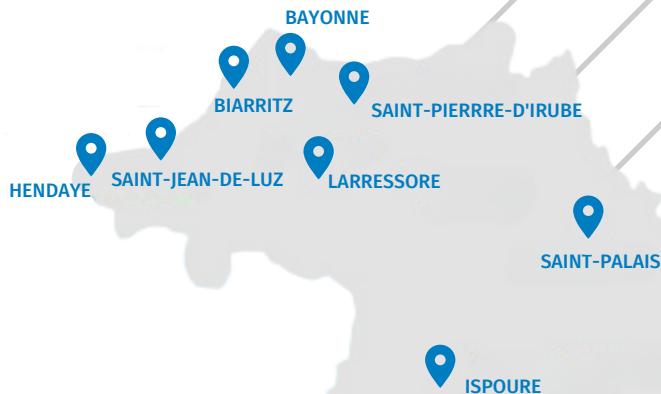 BAYONNE
BIARRITZ
SAINT-PIERRRE-D'IRUBE
HENDAYE
SAINT-JEAN-DE-LUZ
LARRESSORE
SAINT-PALAIS
ISPOURE